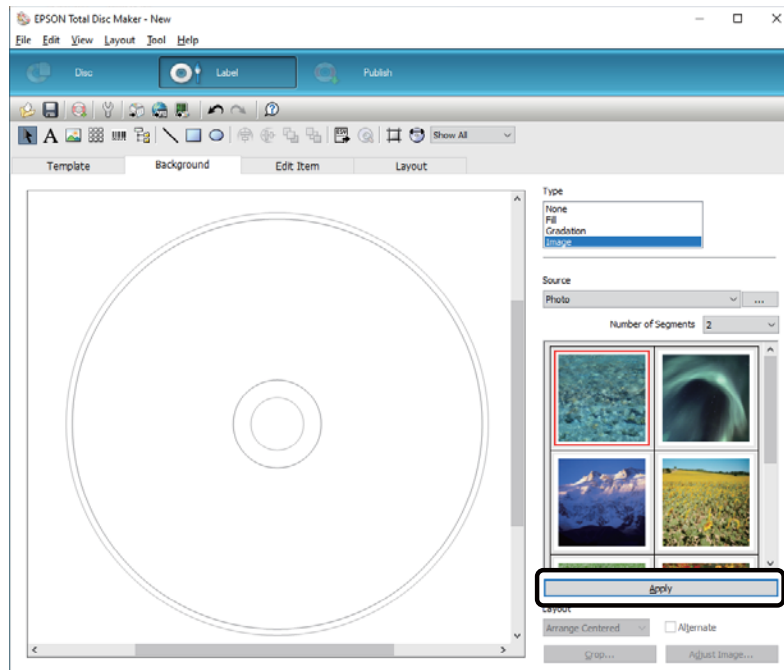 EPSON Total Disc Maker - New
File Edit View Layout Tool Help
Disc Label Publish
Show All
Template Background Edit Item Layout
Type
None
Fill
Gradation
Image
Source
Photo ...
Number of Segments 2
Apply
Layout
Arrange Centered Alternate
Crop... Adjust Image...